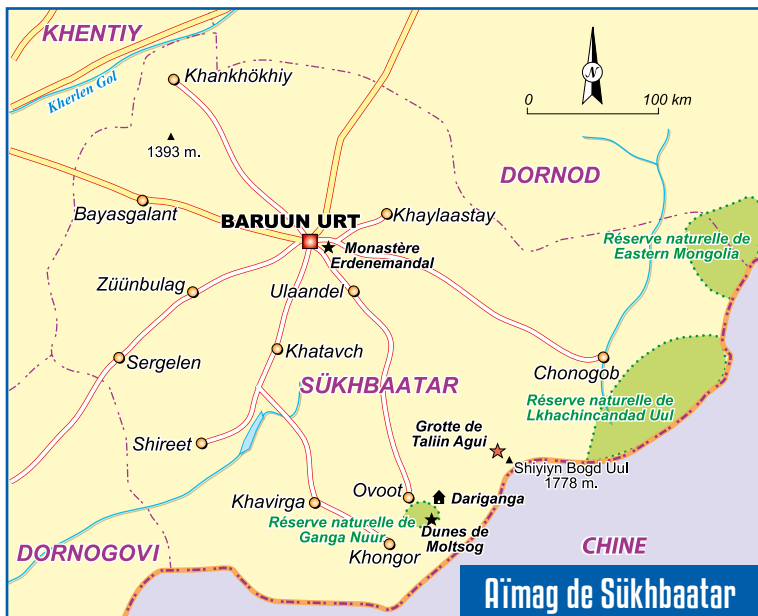 KHENTIY
Kherlen Gol
Khankhökhiy
N
0 100 km
1393 m.
DORNOD
Bayasgalant
BARUUN URT
Khaylaastay
Monastère
Erdenemandal
Réserve naturelle de
Eastern Mongolia
Züünbulag
Ulaandel
Khatavch
Sergelen
Chonogob
SÜKHBAATAR
Réserve naturelle de
Lkhachincandad Uul
Grotte de
Taliin Agui
Shireet
Shiyiyn Bogd Uul
1778 m.
Ovoot
Dariganga
Khavirga
Réserve naturelle de
Ganga Nuur
Dunes de
Moltsog
Khongor
DORNOGOVI
CHINE
Aïmag de Sükhbaatar